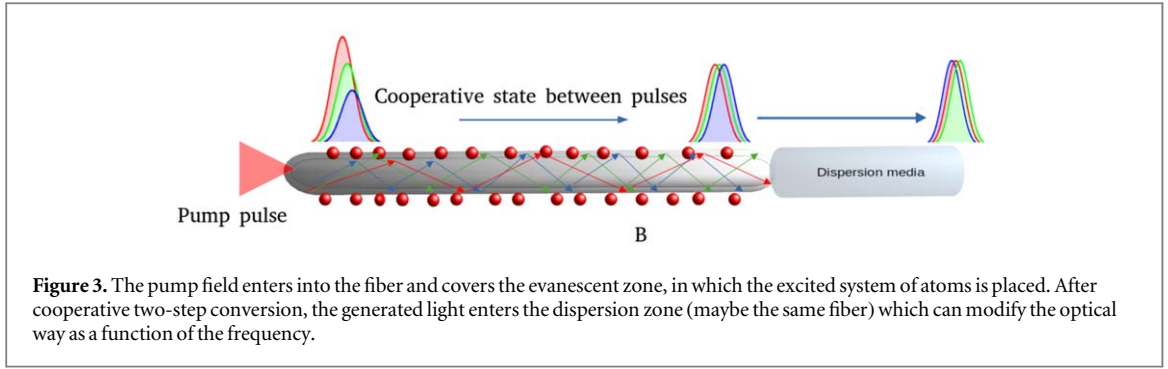 Cooperative state between pulses
Dispersion media
Pump pulse
B
Figure 3. The pump field enters into the fiber and covers the evanescent zone, in which the excited system of atoms is placed. After
cooperative two-step conversion, the generated light enters the dispersion zone (maybe the same fiber) which can modify the optical
way as a function of the frequency.